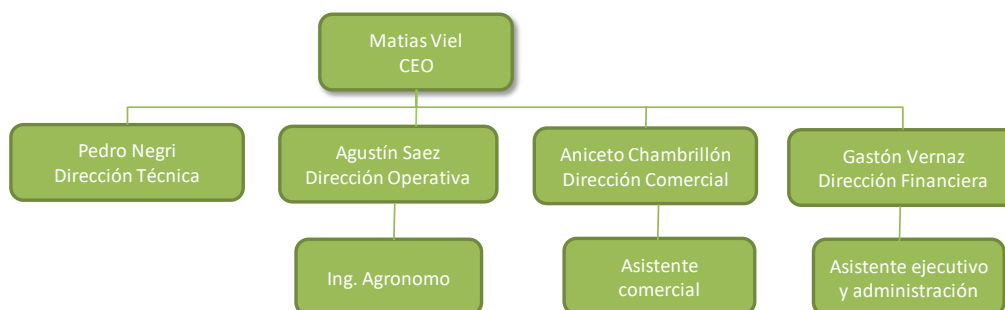 Matias Viel
CEO
Pedro Negri
Dirección Técnica
Agustín Saez
Dirección Operativa
Aniceto Chambrillón
Dirección Comercial
Gastón Vernaz
Dirección Financiera
Ing. Agronomo
Asistente
comercial
Asistente ejecutivo
y administración